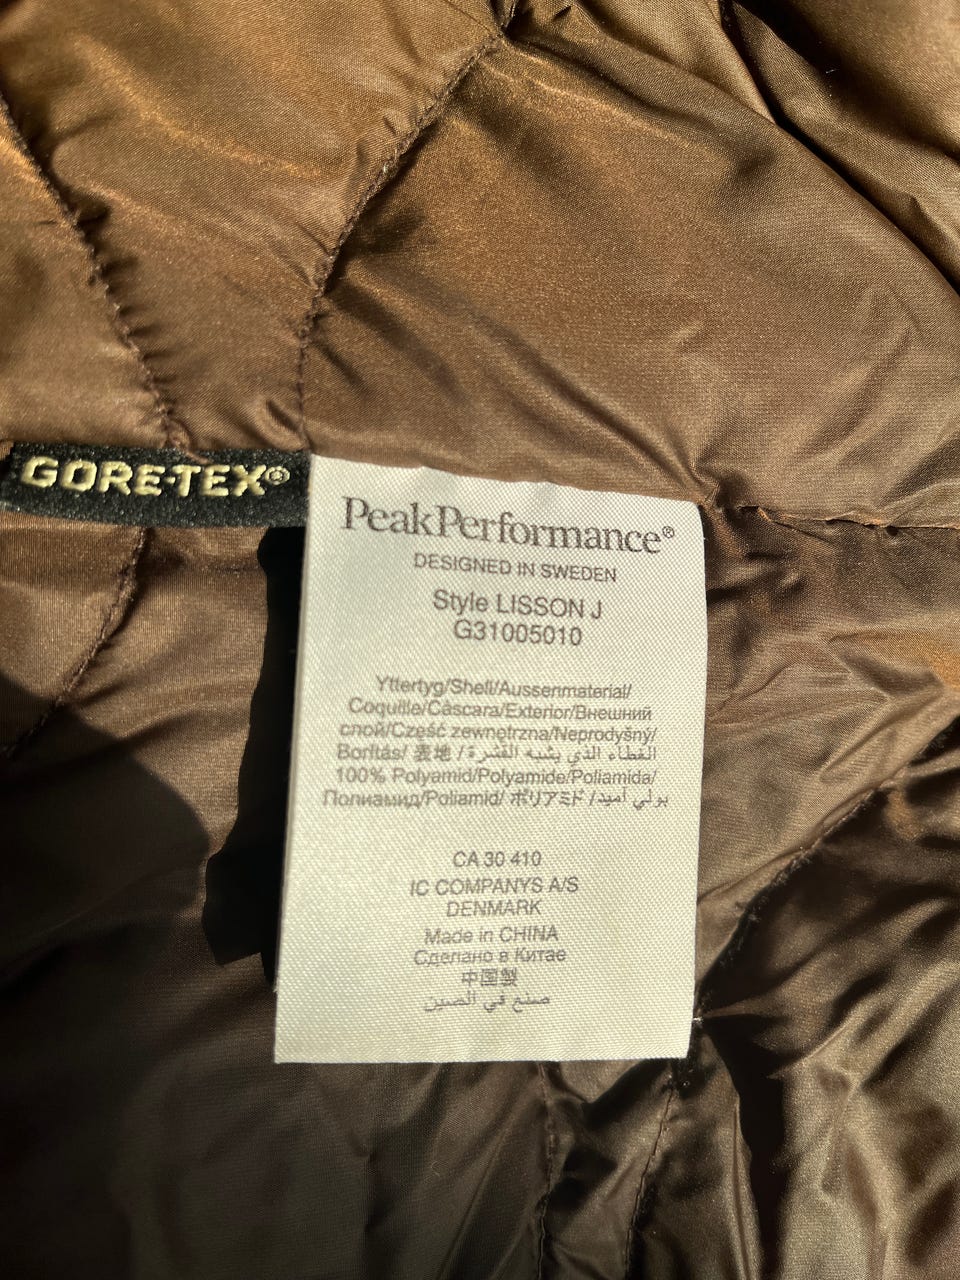 GORE-TEX®
PeakPerformance®
DESIGNED IN SWEDEN
Style LISSON J
G31005010
Yttertyg/Shell/Aussenmaterial/
Coquille/Càscara/Exterior/Внешний
слой/Część zewnętrzna/Neprodyšný/
Borítás/ 表地 / الغطاء الذي يشبه القشرة
100% Polyamid/Polyamide/Poliamida/
Полиамид/Poliamid/ ポリアミド / بولي أميد
CA 30 410
IC COMPANYS A/S
DENMARK
Made in CHINA
Сделано в Китае
中国製
صنع في الصين